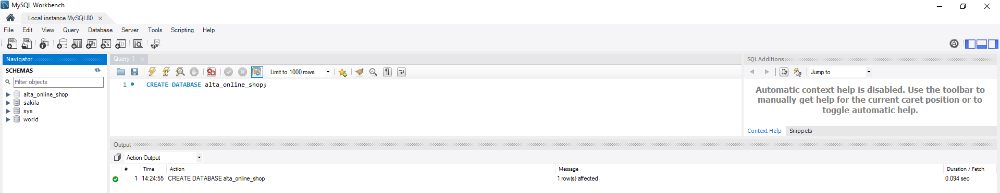 MySQL Workbench
Local instance MySQL80
File Edit View Query Database Server Tools Scripting Help
Navigator
SCHEMAS
Filter objects
alta_online_shop
sakila
sys
world
Query 1
Limit to 1000 rows
1 CREATE DATABASE alta_online_shop;
SQLAdditions
Jump to
Automatic context help is disabled. Use the toolbar to
manually get help for the current caret position or to
toggle automatic help.
Context Help Snippets
Output
Action Output
# Time Action Message Duration / Fetch
1 14:24:55 CREATE DATABASE alta_online_shop 1 row(s) affected 0.094 sec